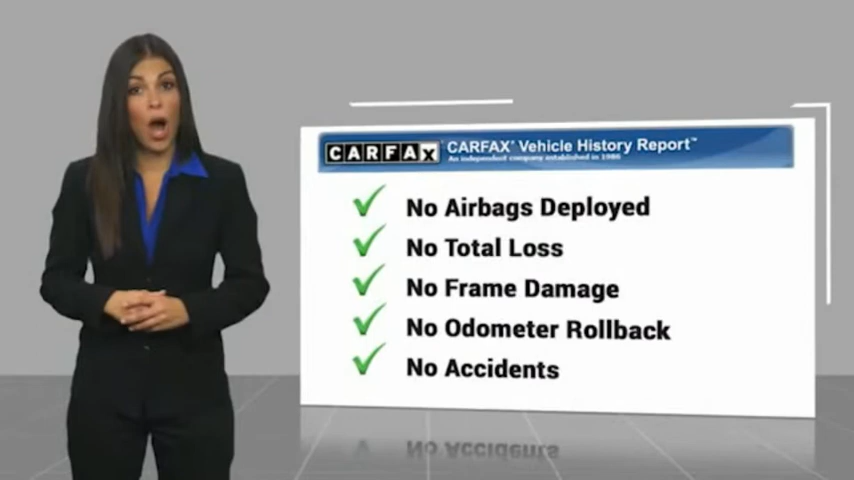 CARFAX CARFAX® Vehicle History Report™
An independent company established in 1986
No Airbags Deployed
No Total Loss
No Frame Damage
No Odometer Rollback
No Accidents
No Accidents